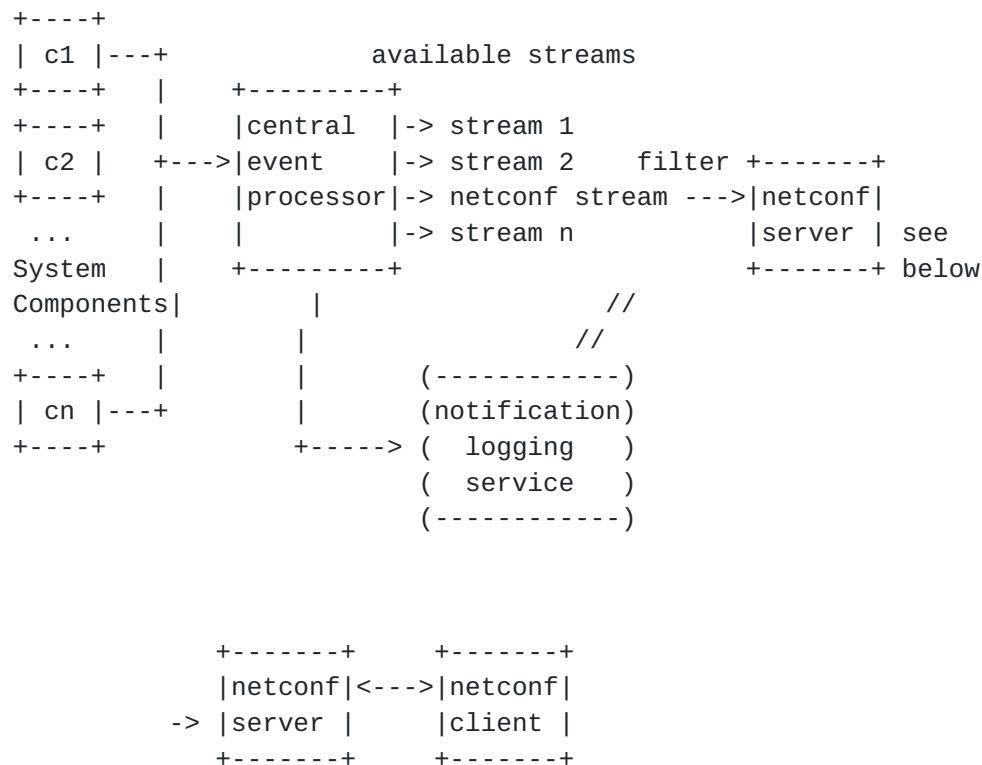 +----+
| c1 |---+             available streams
+----+   |    +---------+
+----+   |    |central  |-> stream 1
| c2 |   +--->|event    |-> stream 2    filter +-------+
+----+   |    |processor|-> netconf stream --->|netconf|
 ...     |    |         |-> stream n           |server | see
System   |    +---------+                      +-------+ below
Components|        |                  //
 ...     |        |                 //
+----+   |        |       (------------)
| cn |---+        |       (notification)
+----+            +-----> (  logging   )
                          (  service   )
                          (------------)

             +-------+     +-------+
             |netconf|<--->|netconf|
          -> |server |     |client |
             +-------+     +-------+